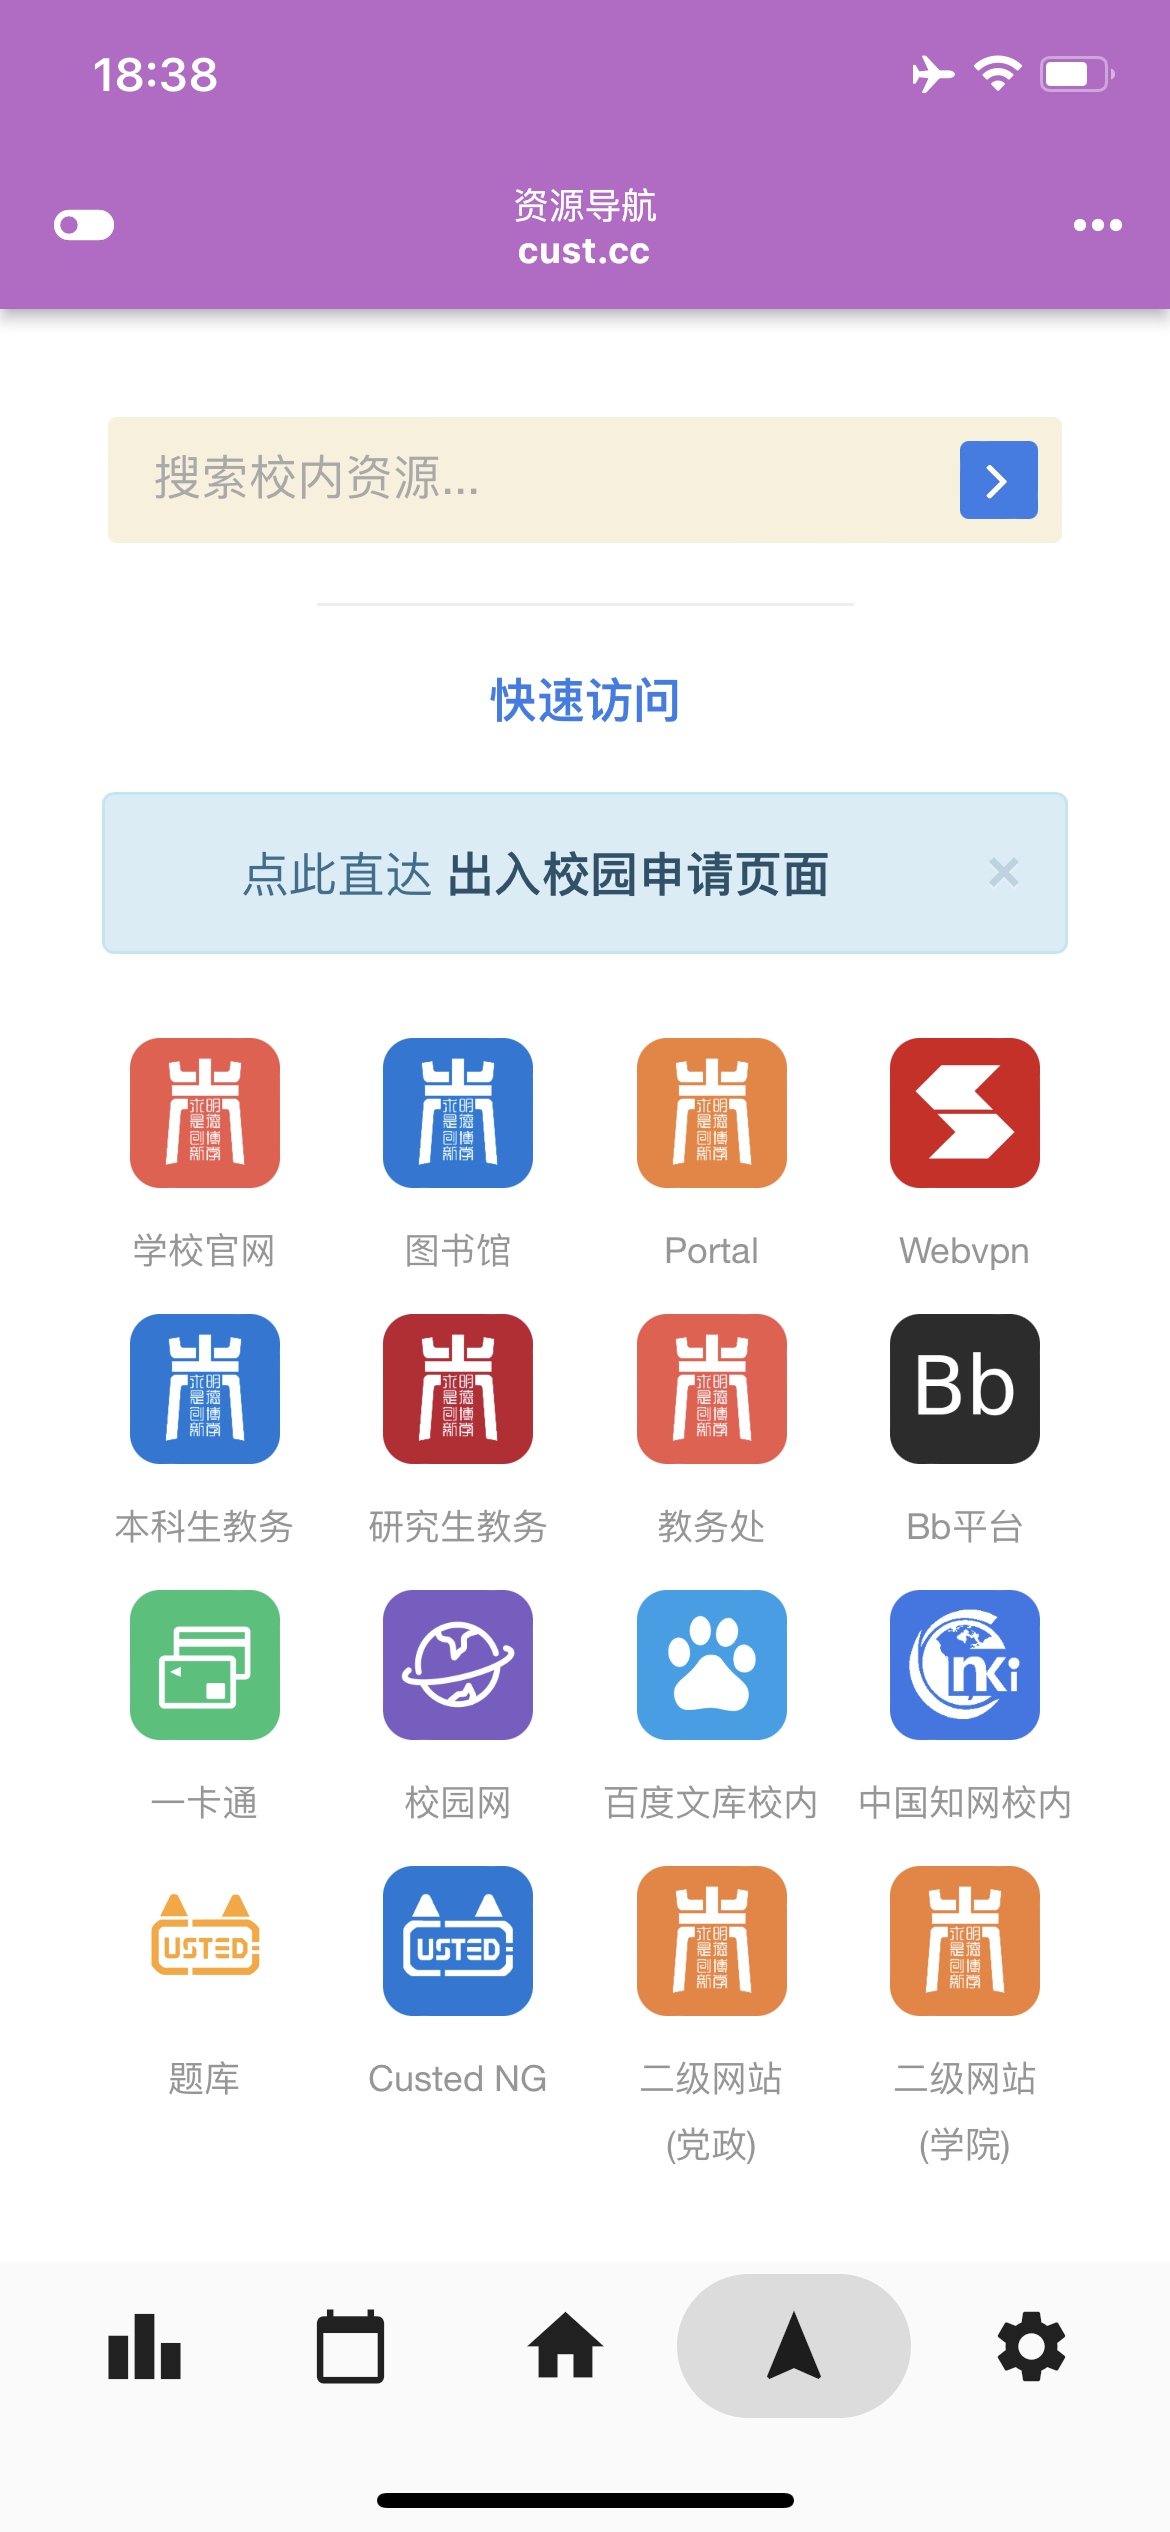 18:38
资源导航
cust.cc
搜索校内资源...
快速访问
点此直达 出入校园申请页面 ×
学校官网 图书馆 Portal Webvpn
Bb
本科生教务 研究生教务 教务处 Bb平台
一卡通 校园网 百度文库校内 中国知网校内
USTED USTED
题库 Custed NG 二级网站 二级网站
(党政) (学院)